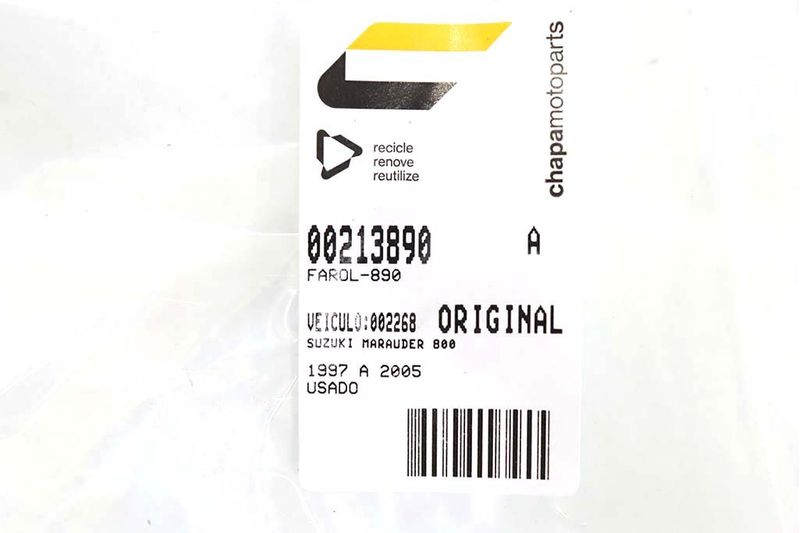 chapamotoparts
recicle
renove
reutilize
00213890 A
FAROL-890
VEICULO:002268 ORIGINAL
SUZUKI MARAUDER 800
1997 A 2005
USADO